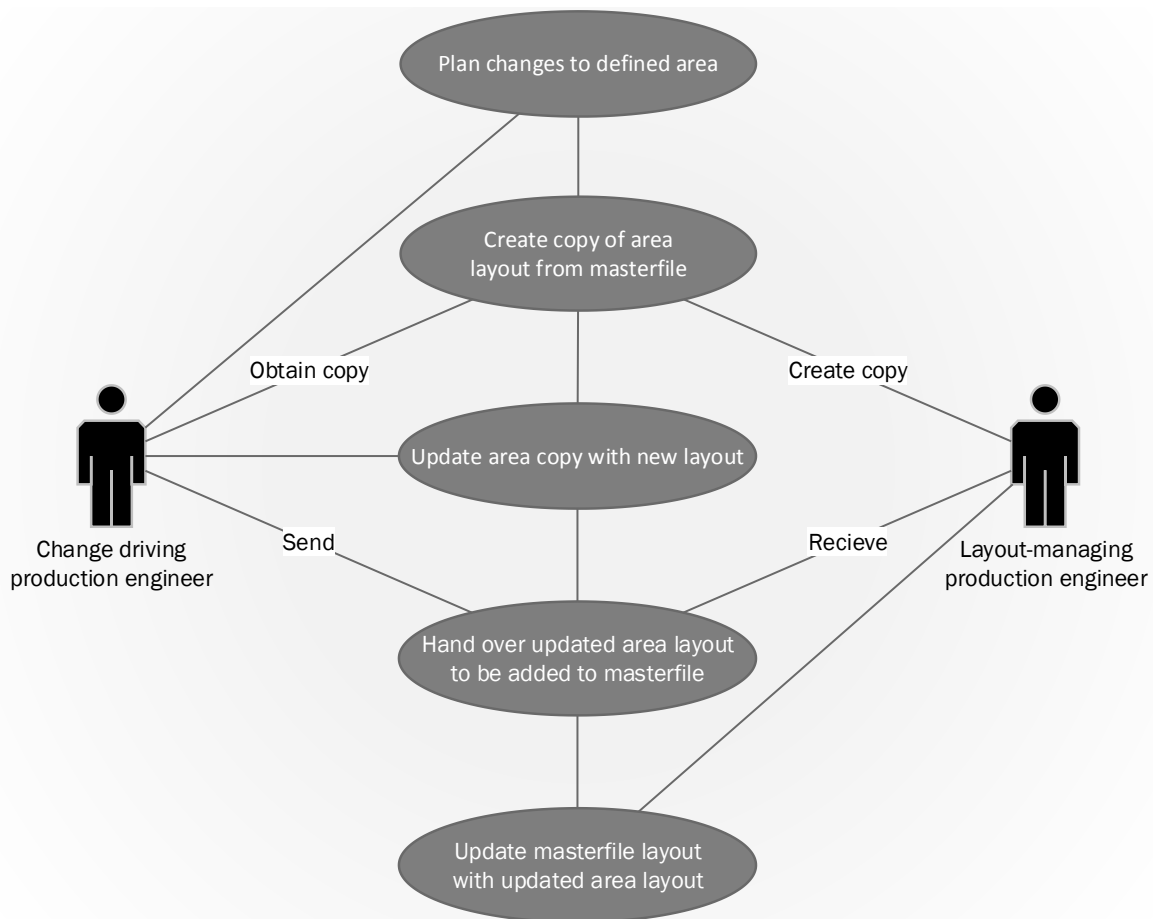 Plan changes to defined area
Create copy of area
layout from masterfile
Obtain copy
Create copy
Update area copy with new layout
Change driving
production engineer
Send
Recieve
Layout-managing
production engineer
Hand over updated area layout
to be added to masterfile
Update masterfile layout
with updated area layout